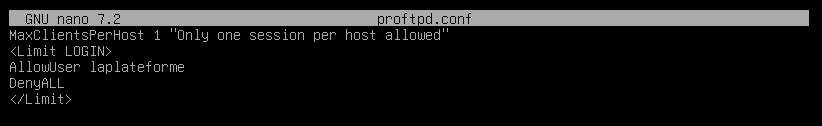 GNU nano 7.2 proftpd.conf
MaxClientsPerHost 1 "Only one session per host allowed"
<Limit LOGIN>
AllowUser laplateforme
DenyALL
</Limit>